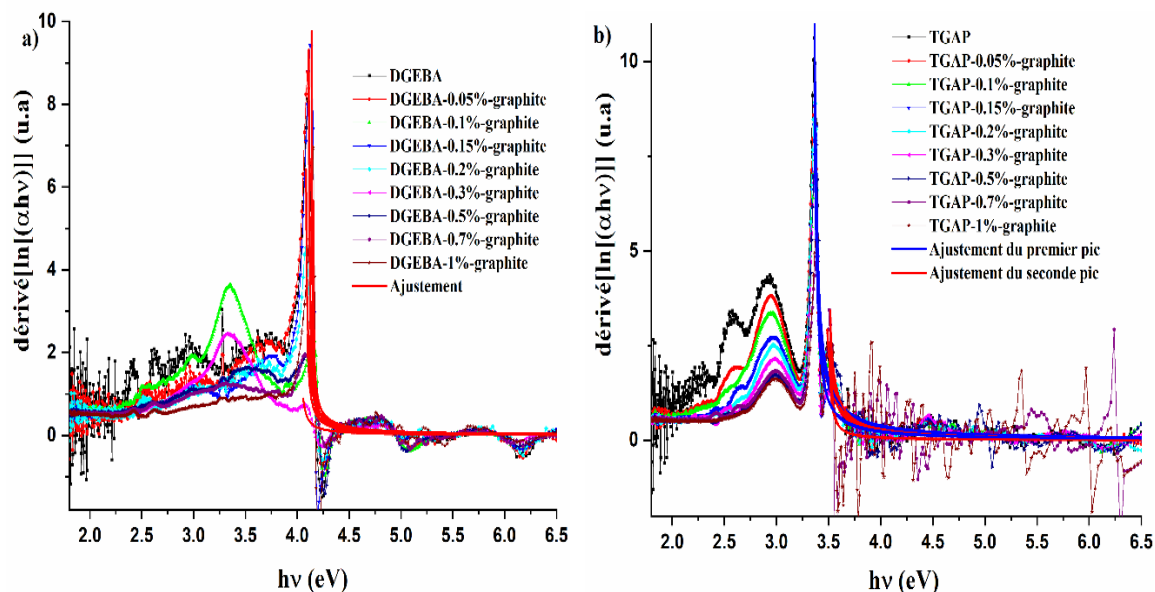 a)
dérivé[ln[(αhν)]] (u.a)
10
8
6
4
2
0
DGEBA
DGEBA-0.05%-graphite
DGEBA-0.1%-graphite
DGEBA-0.15%-graphite
DGEBA-0.2%-graphite
DGEBA-0.3%-graphite
DGEBA-0.5%-graphite
DGEBA-0.7%-graphite
DGEBA-1%-graphite
Ajustement
2.0 2.5 3.0 3.5 4.0 4.5 5.0 5.5 6.0 6.5
hν (eV)
b)
dérivé[ln[(αhν)]] (u.a)
10
5
0
TGAP
TGAP-0.05%-graphite
TGAP-0.1%-graphite
TGAP-0.15%-graphite
TGAP-0.2%-graphite
TGAP-0.3%-graphite
TGAP-0.5%-graphite
TGAP-0.7%-graphite
TGAP-1%-graphite
Ajustement du premier pic
Ajustement du seconde pic
2.0 2.5 3.0 3.5 4.0 4.5 5.0 5.5 6.0 6.5
hν (eV)